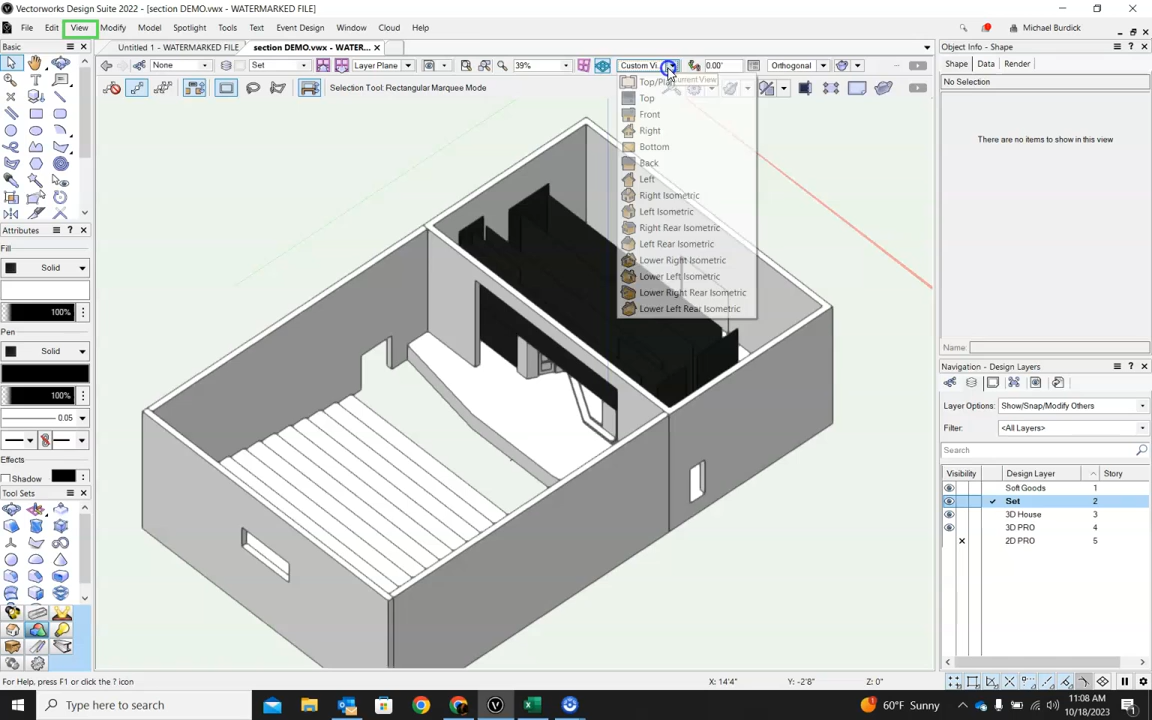 Vectorworks Design Suite 2022 - [section DEMO.vwx - WATERMARKED FILE]
File Edit View Modify Model Spotlight Tools Text Event Design Window Cloud Help
Michael Burdick
Basic
Untitled 1 - WATERMARKED FILE
section DEMO.vwx - WATER...
Object Info - Shape
None
Set
Layer Plane
39%
Custom Vi
0.00'
Orthogonal
Shape Data Render
No Selection
Selection Tool: Rectangular Marquee Mode
Top/Pla
Current View
Top
Front
Right
Bottom
Back
Left
Right Isometric
Left Isometric
Right Rear Isometric
Left Rear Isometric
Lower Right Isometric
Lower Left Isometric
Lower Right Rear Isometric
Lower Left Rear Isometric
There are no items to show in this view
Attributes
Fill
Solid
100%
Pen
Solid
100%
0.05
Effects
Shadow
Tool Sets
Name:
Navigation - Design Layers
Layer Options: Show/Snap/Modify Others
Filter: <All Layers>
Search
Visibility Design Layer Story
Soft Goods 1
Set 2
3D House 3
3D PRO 4
2D PRO 5
For Help, press F1 or click the ? icon
X: 14'4" Y: -2'8" Z: 0"
Type here to search
60°F Sunny
11:08 AM
10/18/2023
1